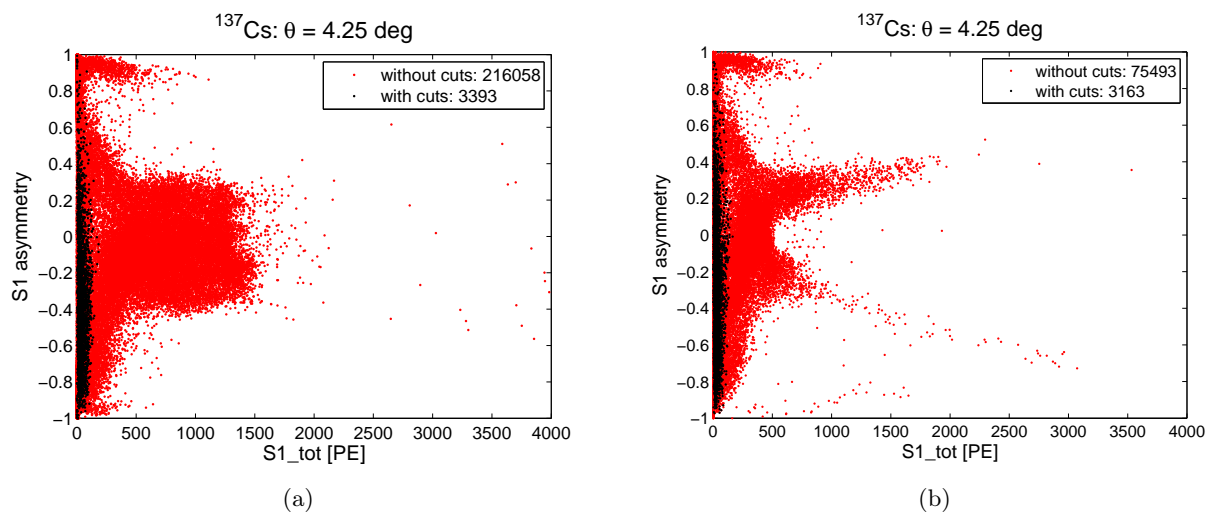 ¹³⁷Cs: θ = 4.25 deg
without cuts: 216058
with cuts: 3393
1
0.8
0.6
0.4
0.2
0
−0.2
−0.4
−0.6
−0.8
−1
S1 asymmetry
0 500 1000 1500 2000 2500 3000 3500 4000
S1_tot [PE]
(a)
¹³⁷Cs: θ = 4.25 deg
without cuts: 75493
with cuts: 3163
1
0.8
0.6
0.4
0.2
0
−0.2
−0.4
−0.6
−0.8
−1
S1 asymmetry
0 500 1000 1500 2000 2500 3000 3500 4000
S1_tot [PE]
(b)